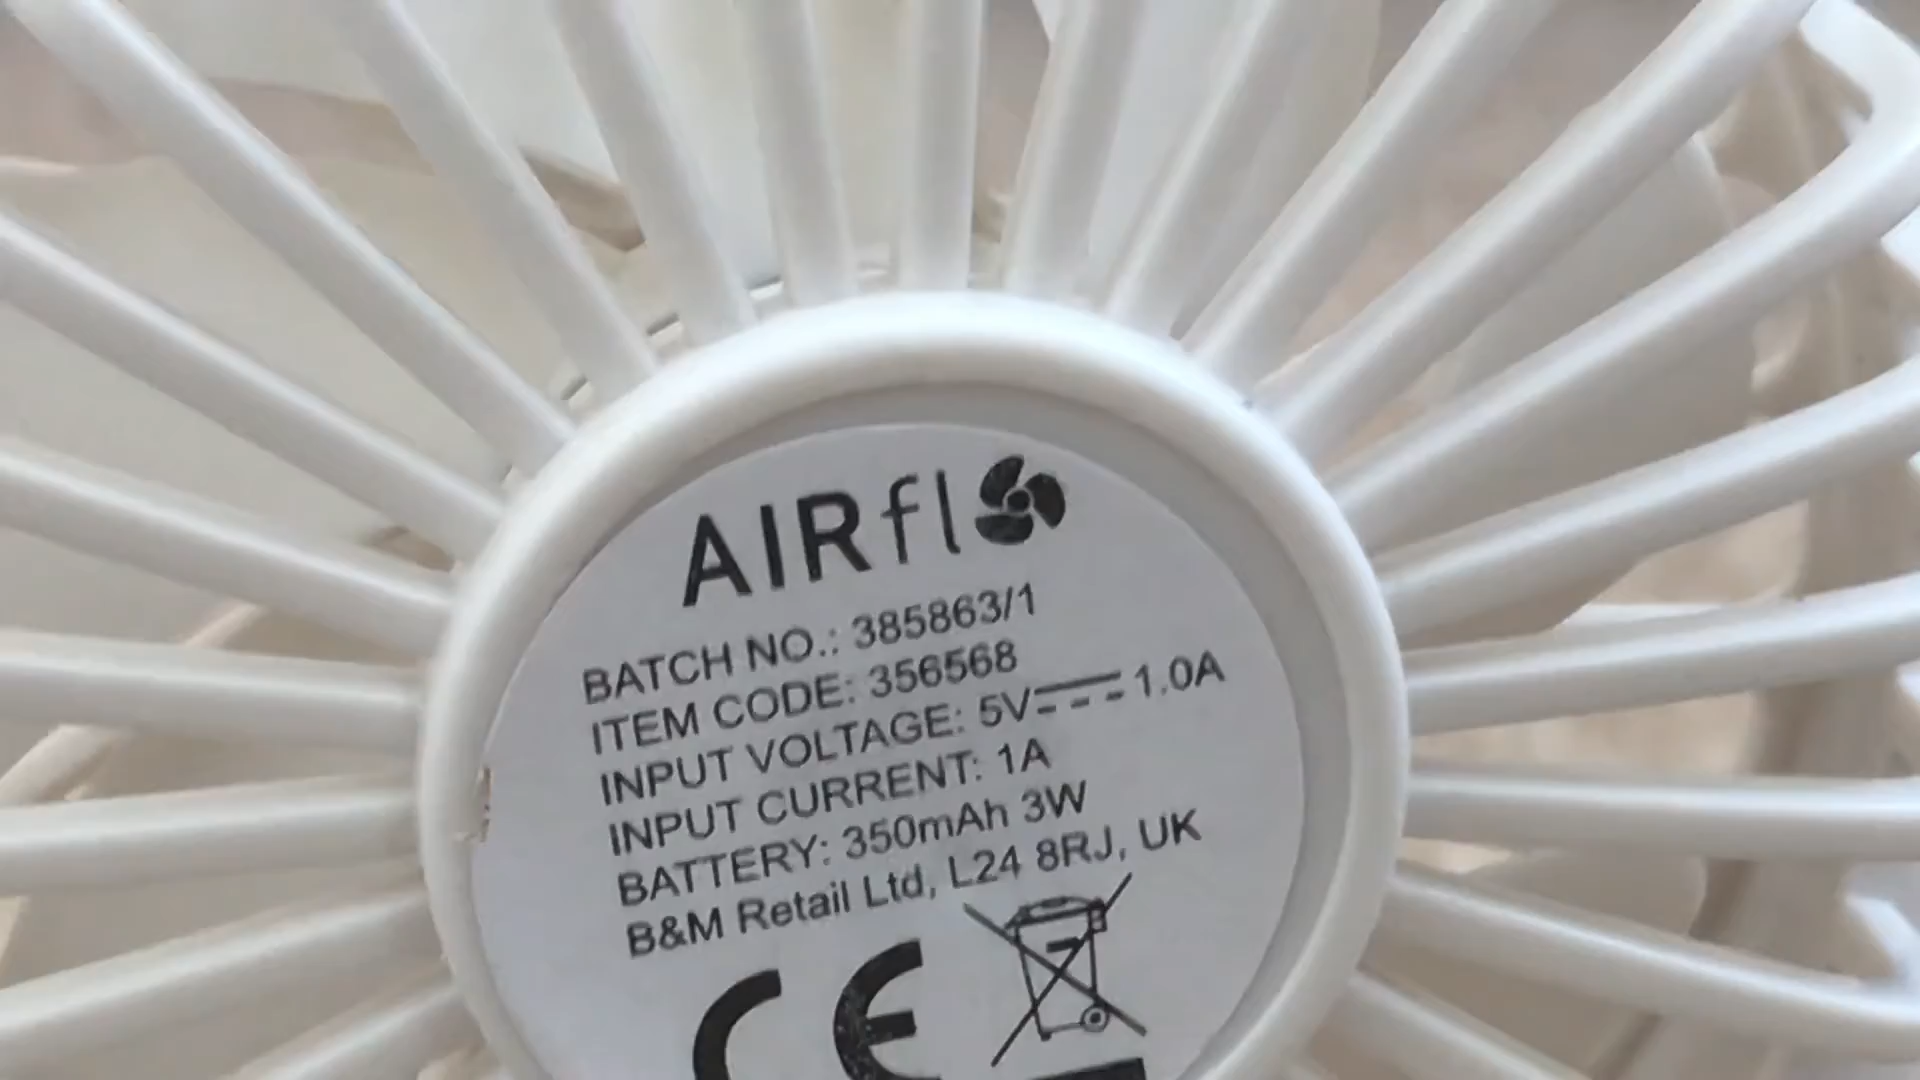 AIRflo
BATCH NO.: 385863/1
ITEM CODE: 356568
INPUT VOLTAGE: 5V⎓1.0A
INPUT CURRENT: 1A
BATTERY: 350mAh 3W
B&M Retail Ltd, L24 8RJ, UK
CE